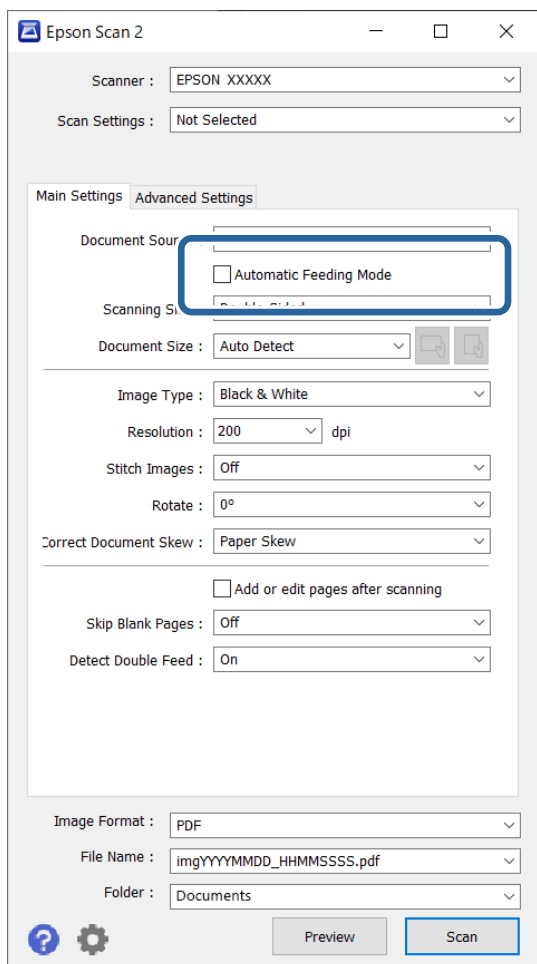 Epson Scan 2
Scanner : EPSON XXXXX
Scan Settings : Not Selected
Main Settings Advanced Settings
Document
Automatic Feeding Mode
Scanning
Document Size : Auto Detect
Image Type : Black & White
Resolution : 200 dpi
Stitch Images : Off
Rotate : 0°
Correct Document Skew : Paper Skew
Add or edit pages after scanning
Skip Blank Pages : Off
Detect Double Feed : On
Image Format : PDF
File Name : imgYYYYMMDD_HHMMSSSS.pdf
Folder : Documents
?
Preview Scan